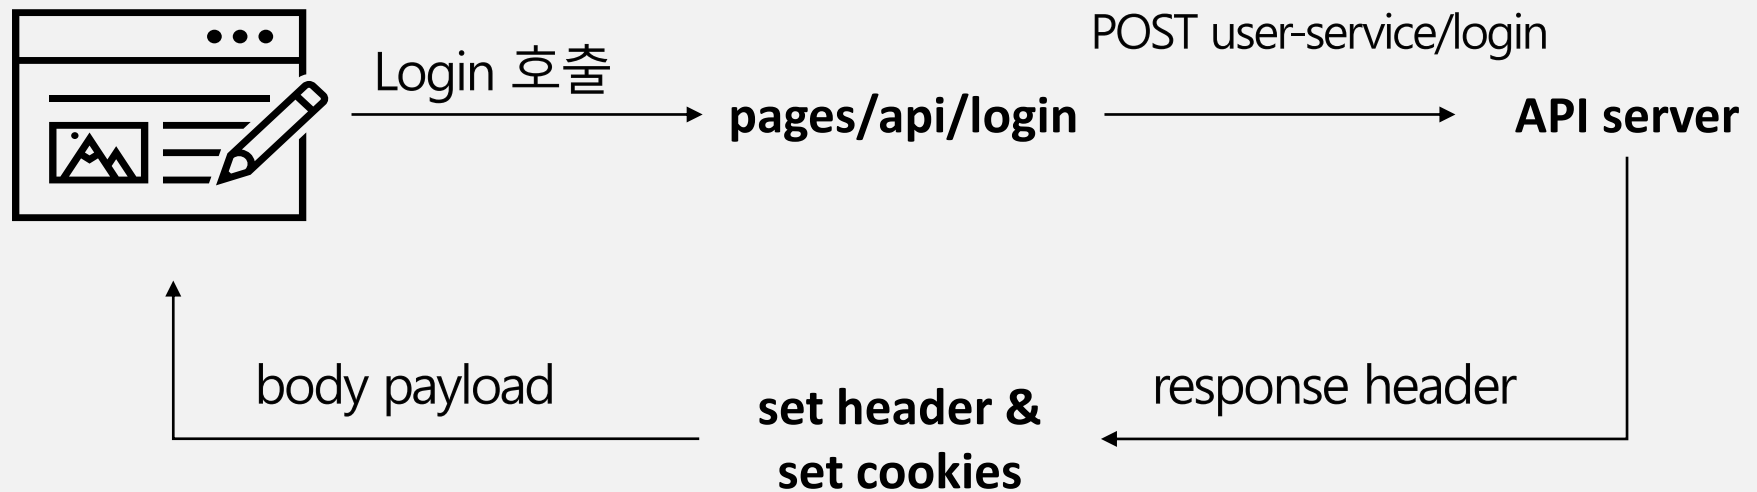 Login 호출
POST user-service/login
pages/api/login
API server
body payload
set header &
set cookies
response header